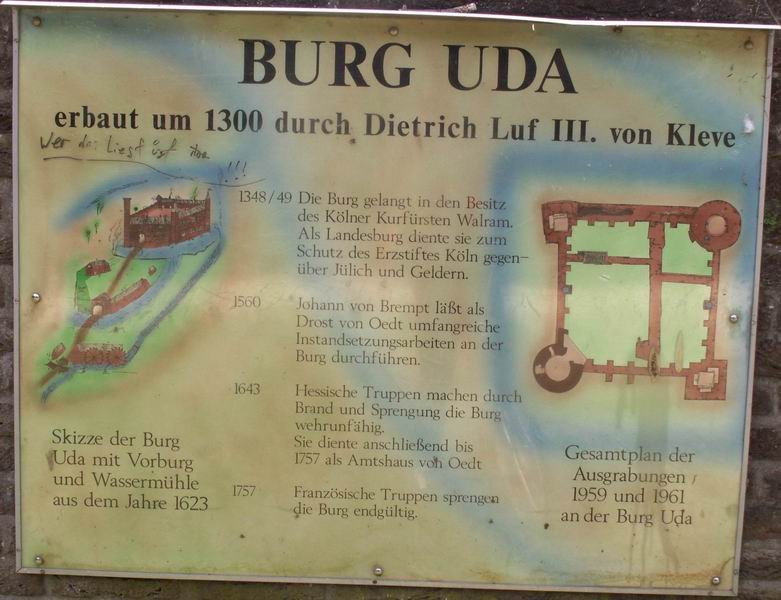 BURG UDA
erbaut um 1300 durch Dietrich Luf III. von Kleve
Wer das Liest ist !!!
1348/49 Die Burg gelangt in den Besitz
des Kölner Kurfürsten Walram.
Als Landesburg diente sie zum
Schutz des Erzstiftes Köln gegen-
über Jülich und Geldern.
1560 Johann von Brempt läßt als
Drost von Oedt umfangreiche
Instandsetzungsarbeiten an der
Burg durchführen.
1643 Hessische Truppen machen durch
Brand und Sprengung die Burg
wehrunfähig.
Sie diente anschließend bis
1757 als Amtshaus von Oedt
1757 Französische Truppen sprengen
die Burg endgültig.
Skizze der Burg
Uda mit Vorburg
und Wassermühle
aus dem Jahre 1623
Gesamtplan der
Ausgrabungen
1959 und 1961
an der Burg Uda